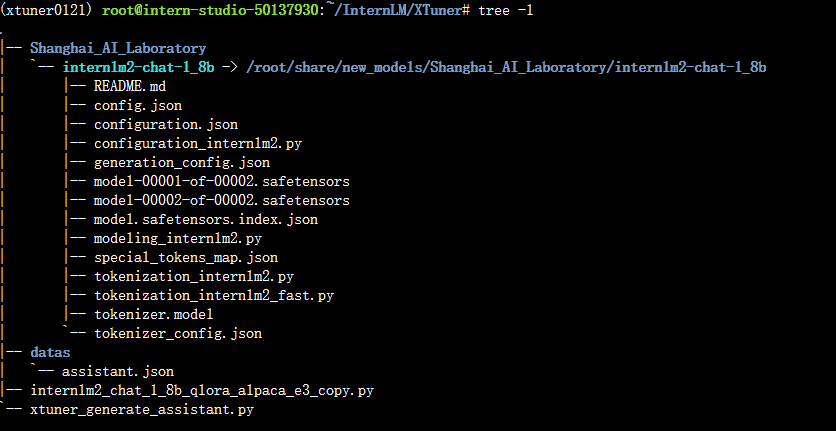 (xtuner0121) root@intern-studio-50137930:~/InternLM/XTuner# tree -l
.
|-- Shanghai_AI_Laboratory
|   `-- internlm2-chat-1_8b -> /root/share/new_models/Shanghai_AI_Laboratory/internlm2-chat-1_8b
|       |-- README.md
|       |-- config.json
|       |-- configuration.json
|       |-- configuration_internlm2.py
|       |-- generation_config.json
|       |-- model-00001-of-00002.safetensors
|       |-- model-00002-of-00002.safetensors
|       |-- model.safetensors.index.json
|       |-- modeling_internlm2.py
|       |-- special_tokens_map.json
|       |-- tokenization_internlm2.py
|       |-- tokenization_internlm2_fast.py
|       |-- tokenizer.model
|       `-- tokenizer_config.json
|-- datas
|   `-- assistant.json
|-- internlm2_chat_1_8b_qlora_alpaca_e3_copy.py
`-- xtuner_generate_assistant.py